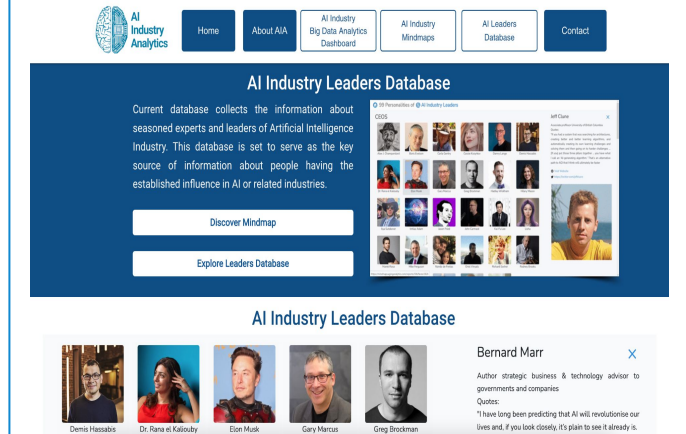 AI
Industry
Analytics
Home
About AIA
AI Industry
Big Data Analytics
Dashboard
AI Industry
Mindmaps
AI Leaders
Database
Contact
AI Industry Leaders Database
Current database collects the information about
seasoned experts and leaders of Artificial Intelligence
Industry. This database is set to serve as the key
source of information about people having the
established influence in AI or related industries.
Discover Mindmap
Explore Leaders Database
99 Personalities of AI Industry Leaders
CEOS
Jeff Clune
AI Industry Leaders Database
Demis Hassabis
Dr. Rana el Kaliouby
Elon Musk
Gary Marcus
Greg Brockman
Bernard Marr
X
Author strategic business & technology advisor to
governments and companies
Quotes:
"I have long been predicting that AI will revolutionise our
lives and, if you look closely, it's plain to see it already is.